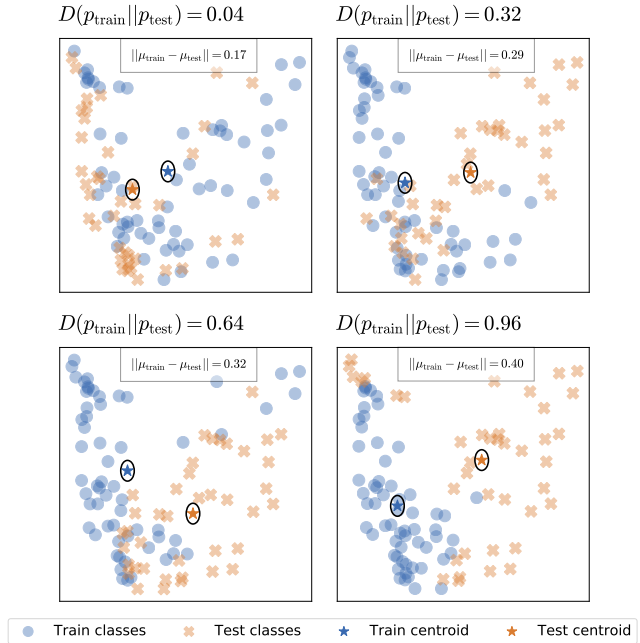 D(p_train||p_test) = 0.04
||μ_train − μ_test|| = 0.17
D(p_train||p_test) = 0.32
||μ_train − μ_test|| = 0.29
D(p_train||p_test) = 0.64
||μ_train − μ_test|| = 0.32
D(p_train||p_test) = 0.96
||μ_train − μ_test|| = 0.40
Train classes Test classes Train centroid Test centroid